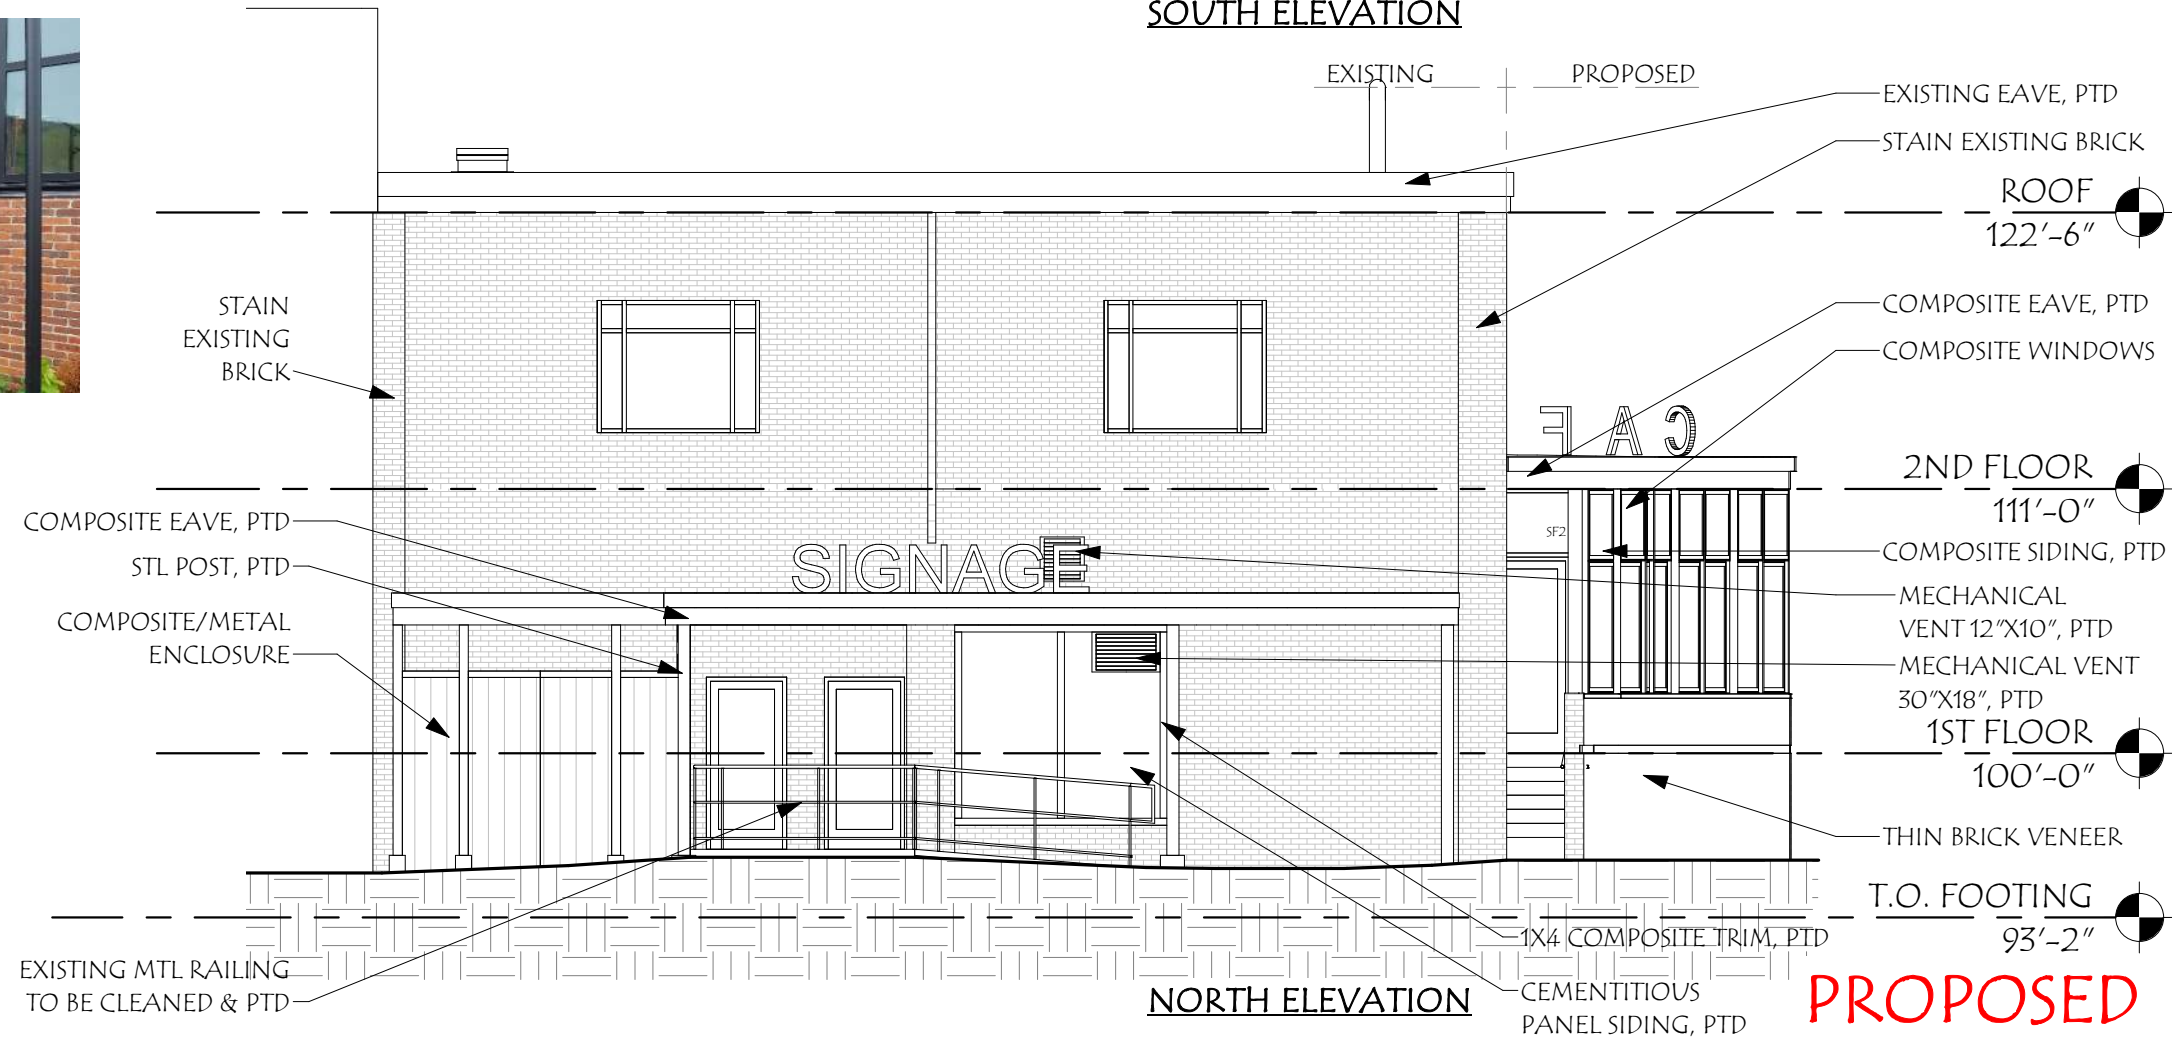 SOUTH ELEVATION
EXISTING
PROPOSED
EXISTING EAVE, PTD
STAIN EXISTING BRICK
ROOF
122'-6"
STAIN
EXISTING
BRICK
COMPOSITE EAVE, PTD
COMPOSITE WINDOWS
CAF
2ND FLOOR
111'-0"
COMPOSITE EAVE, PTD
STL POST, PTD
COMPOSITE/METAL
ENCLOSURE
SIGNAGE
SF2
COMPOSITE SIDING, PTD
MECHANICAL
VENT 12"X10", PTD
MECHANICAL VENT
30"X18", PTD
1ST FLOOR
100'-0"
THIN BRICK VENEER
T.O. FOOTING
93'-2"
1X4 COMPOSITE TRIM, PTD
EXISTING MTL RAILING
TO BE CLEANED & PTD
NORTH ELEVATION
CEMENTITIOUS
PANEL SIDING, PTD
PROPOSED